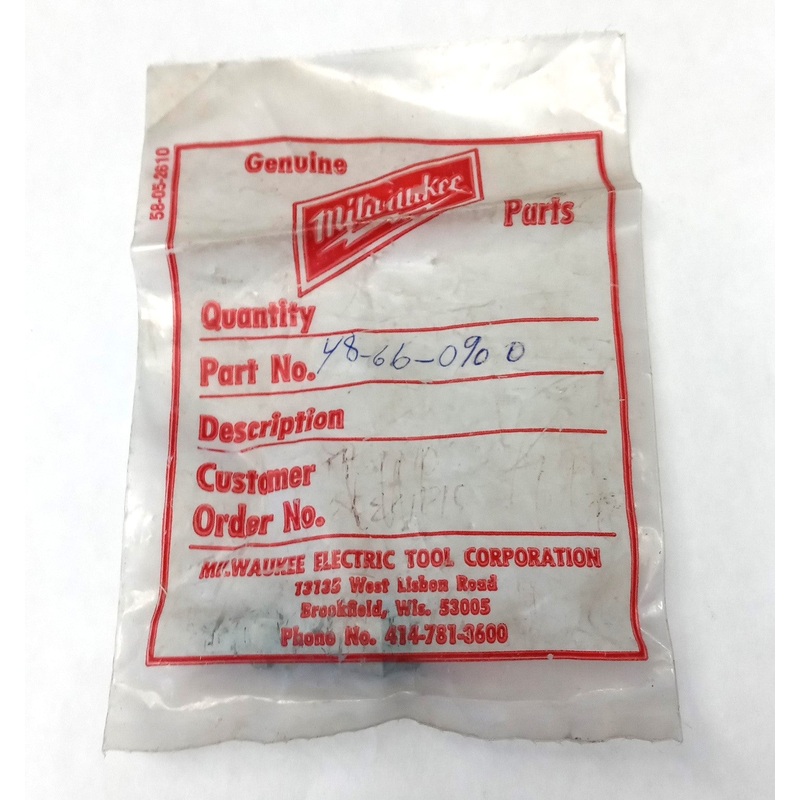 58-05-2610
Genuine
Milwaukee
Parts
Quantity
Part No. 48-66-0900
Description
Customer
Order No.
MILWAUKEE ELECTRIC TOOL CORPORATION
13135 West Lisbon Road
Brookfield, Wis. 53005
Phone No. 414-781-3600